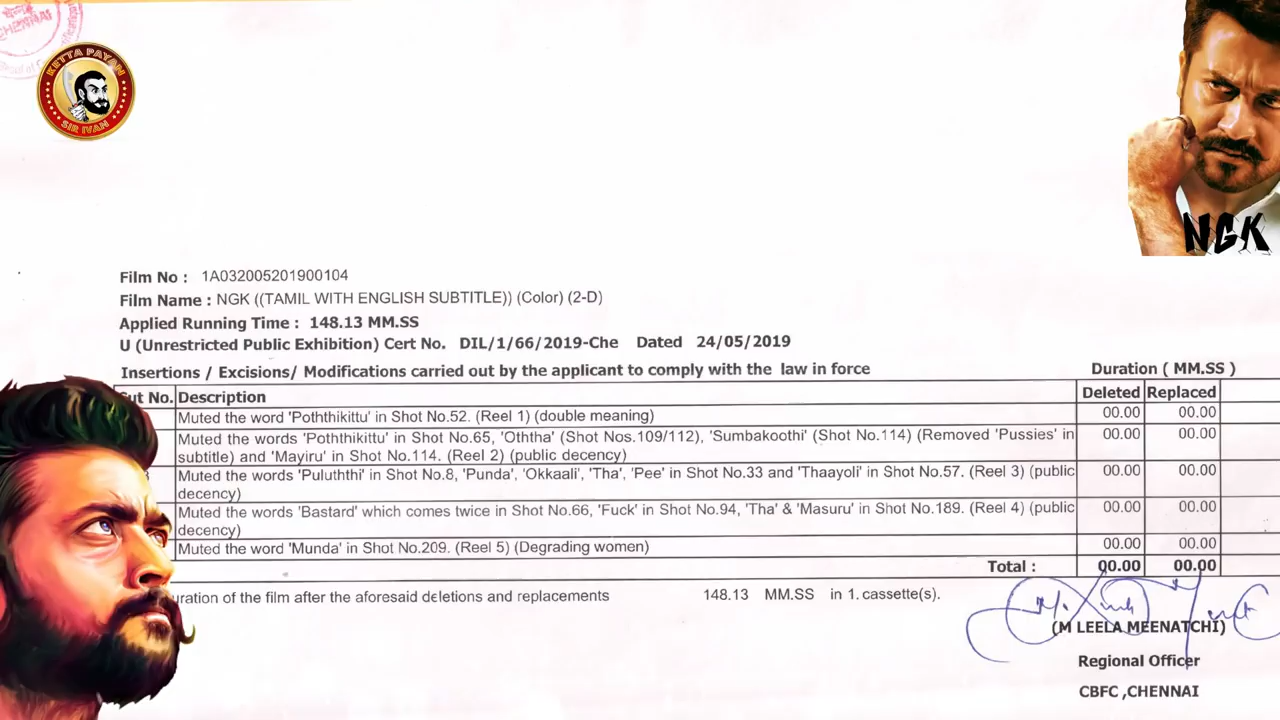 चेन्नई
CHENNAI
KETTA PAYAN
SIR IVAN
NGK
Film No : 1A032005201900104
Film Name : NGK ((TAMIL WITH ENGLISH SUBTITLE)) (Color) (2-D)
Applied Running Time : 148.13 MM.SS
U (Unrestricted Public Exhibition) Cert No. DIL/1/66/2019-Che Dated 24/05/2019
Insertions / Excisions/ Modifications carried out by the applicant to comply with the law in force Duration ( MM.SS )
No. Description Deleted Replaced
Muted the word 'Poththikittu' in Shot No.52. (Reel 1) (double meaning) 00.00 00.00
Muted the words 'Poththikittu' in Shot No.65, 'Oththa' (Shot Nos.109/112), 'Sumbakoothi' (Shot No.114) (Removed 'Pussies' in 00.00 00.00
subtitle) and 'Mayiru' in Shot No.114. (Reel 2) (public decency)
Muted the words 'Puluththi' in Shot No.8, 'Punda', 'Okkaali', 'Tha', 'Pee' in Shot No.33 and 'Thaayoli' in Shot No.57. (Reel 3) (public 00.00 00.00
decency)
Muted the words 'Bastard' which comes twice in Shot No.66, 'Fuck' in Shot No.94, 'Tha' & 'Masuru' in Shot No.189. (Reel 4) (public 00.00 00.00
decency)
Muted the word 'Munda' in Shot No.209. (Reel 5) (Degrading women) 00.00 00.00
Total : 00.00 00.00
of the film after the aforesaid deletions and replacements 148.13 MM.SS in 1. cassette(s).
(M LEELA MEENATCHI)
Regional Officer
CBFC ,CHENNAI